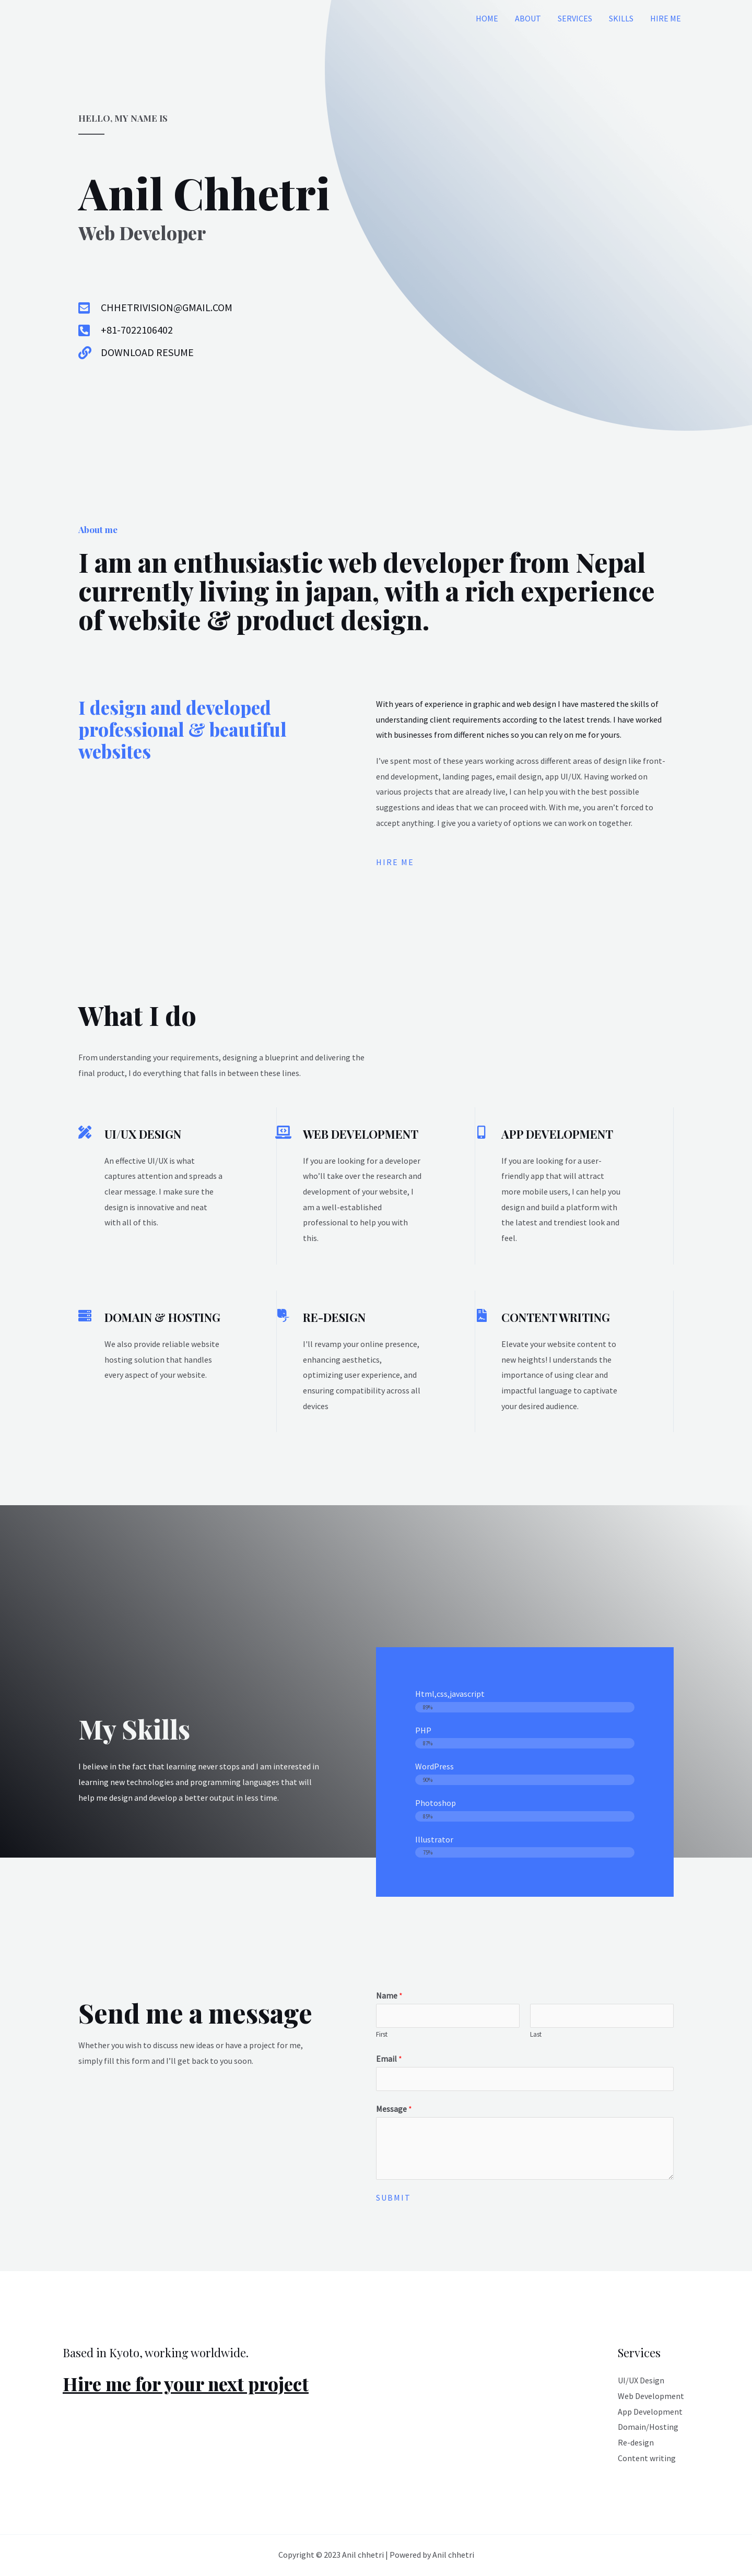 HOME ABOUT SERVICES SKILLS HIRE ME
HELLO, MY NAME IS
Anil Chhetri
Web Developer
CHHETRIVISION@GMAIL.COM
+81-7022106402
DOWNLOAD RESUME
About me
I am an enthusiastic web developer from Nepal
currently living in japan, with a rich experience
of website & product design.
I design and developed
professional & beautiful
websites
With years of experience in graphic and web design I have mastered the skills of
understanding client requirements according to the latest trends. I have worked
with businesses from different niches so you can rely on me for yours.
I've spent most of these years working across different areas of design like front-
end development, landing pages, email design, app UI/UX. Having worked on
various projects that are already live, I can help you with the best possible
suggestions and ideas that we can proceed with. With me, you aren't forced to
accept anything. I give you a variety of options we can work on together.
HIRE ME
What I do
From understanding your requirements, designing a blueprint and delivering the
final product, I do everything that falls in between these lines.
UI/UX DESIGN
An effective UI/UX is what
captures attention and spreads a
clear message. I make sure the
design is innovative and neat
with all of this.
WEB DEVELOPMENT
If you are looking for a developer
who'll take over the research and
development of your website, I
am a well-established
professional to help you with
this.
APP DEVELOPMENT
If you are looking for a user-
friendly app that will attract
more mobile users, I can help you
design and build a platform with
the latest and trendiest look and
feel.
DOMAIN & HOSTING
We also provide reliable website
hosting solution that handles
every aspect of your website.
RE-DESIGN
I'll revamp your online presence,
enhancing aesthetics,
optimizing user experience, and
ensuring compatibility across all
devices
CONTENT WRITING
Elevate your website content to
new heights! I understands the
importance of using clear and
impactful language to captivate
your desired audience.
My Skills
I believe in the fact that learning never stops and I am interested in
learning new technologies and programming languages that will
help me design and develop a better output in less time.
Html,css,javascript
89%
PHP
87%
WordPress
90%
Photoshop
85%
Illustrator
75%
Send me a message
Whether you wish to discuss new ideas or have a project for me,
simply fill this form and I'll get back to you soon.
Name *
First Last
Email *
Message *
SUBMIT
Based in Kyoto, working worldwide.
Hire me for your next project
Services
UI/UX Design
Web Development
App Development
Domain/Hosting
Re-design
Content writing
Copyright © 2023 Anil chhetri | Powered by Anil chhetri